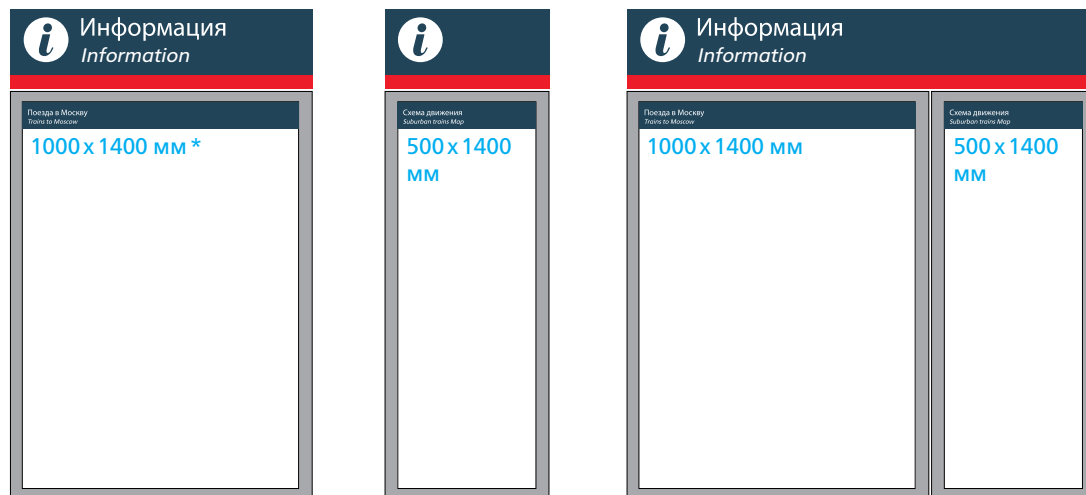 i Информация
Information
Поезда в Москву
Trains to Moscow
1000 x 1400 мм *
i
Схема движения
Suburban trains Map
500 x 1400
мм
i Информация
Information
Поезда в Москву
Trains to Moscow
1000 x 1400 мм
Схема движения
Suburban trains Map
500 x 1400
мм